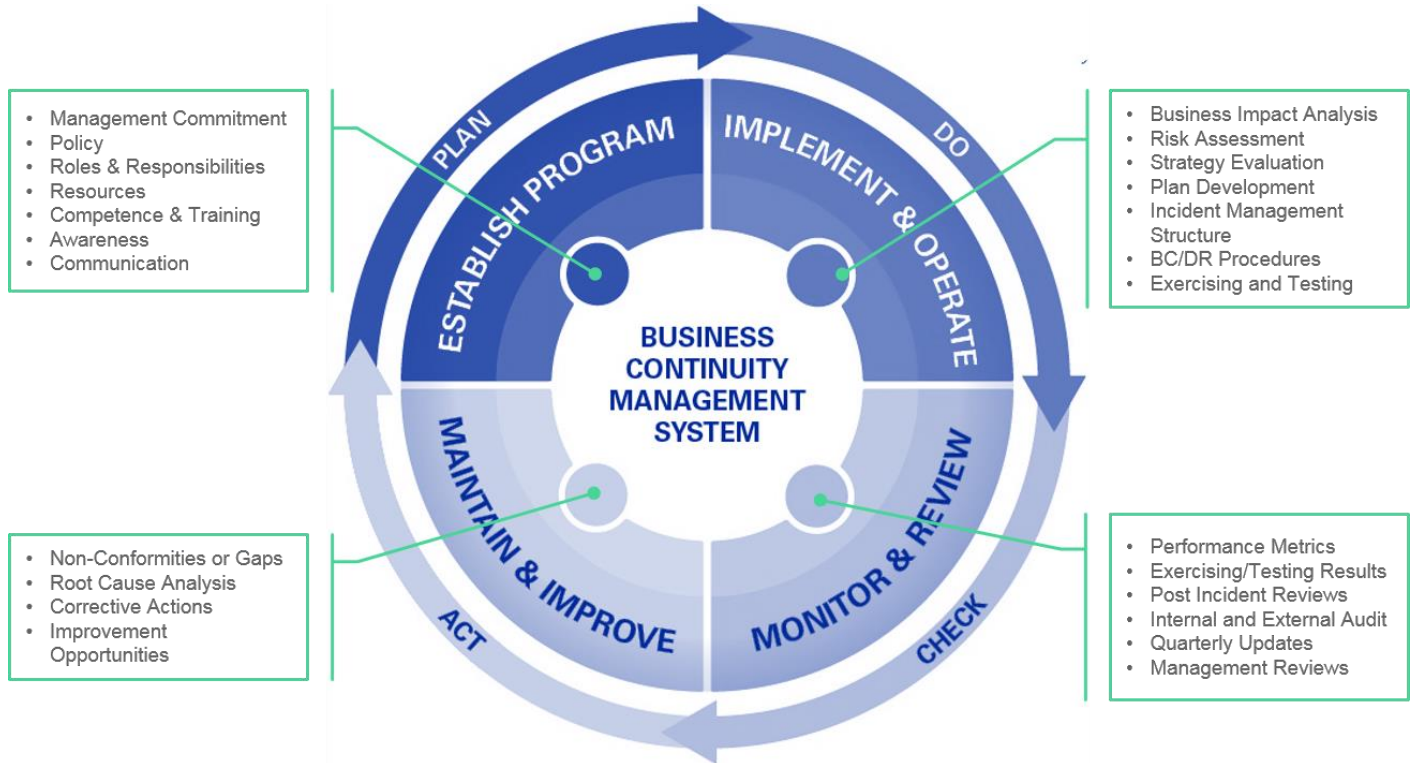 PLAN
DO
CHECK
ACT
ESTABLISH PROGRAM
IMPLEMENT & OPERATE
MONITOR & REVIEW
MAINTAIN & IMPROVE
BUSINESS
CONTINUITY
MANAGEMENT
SYSTEM
• Management Commitment
• Policy
• Roles & Responsibilities
• Resources
• Competence & Training
• Awareness
• Communication
• Business Impact Analysis
• Risk Assessment
• Strategy Evaluation
• Plan Development
• Incident Management
Structure
• BC/DR Procedures
• Exercising and Testing
• Non-Conformities or Gaps
• Root Cause Analysis
• Corrective Actions
• Improvement
Opportunities
• Performance Metrics
• Exercising/Testing Results
• Post Incident Reviews
• Internal and External Audit
• Quarterly Updates
• Management Reviews